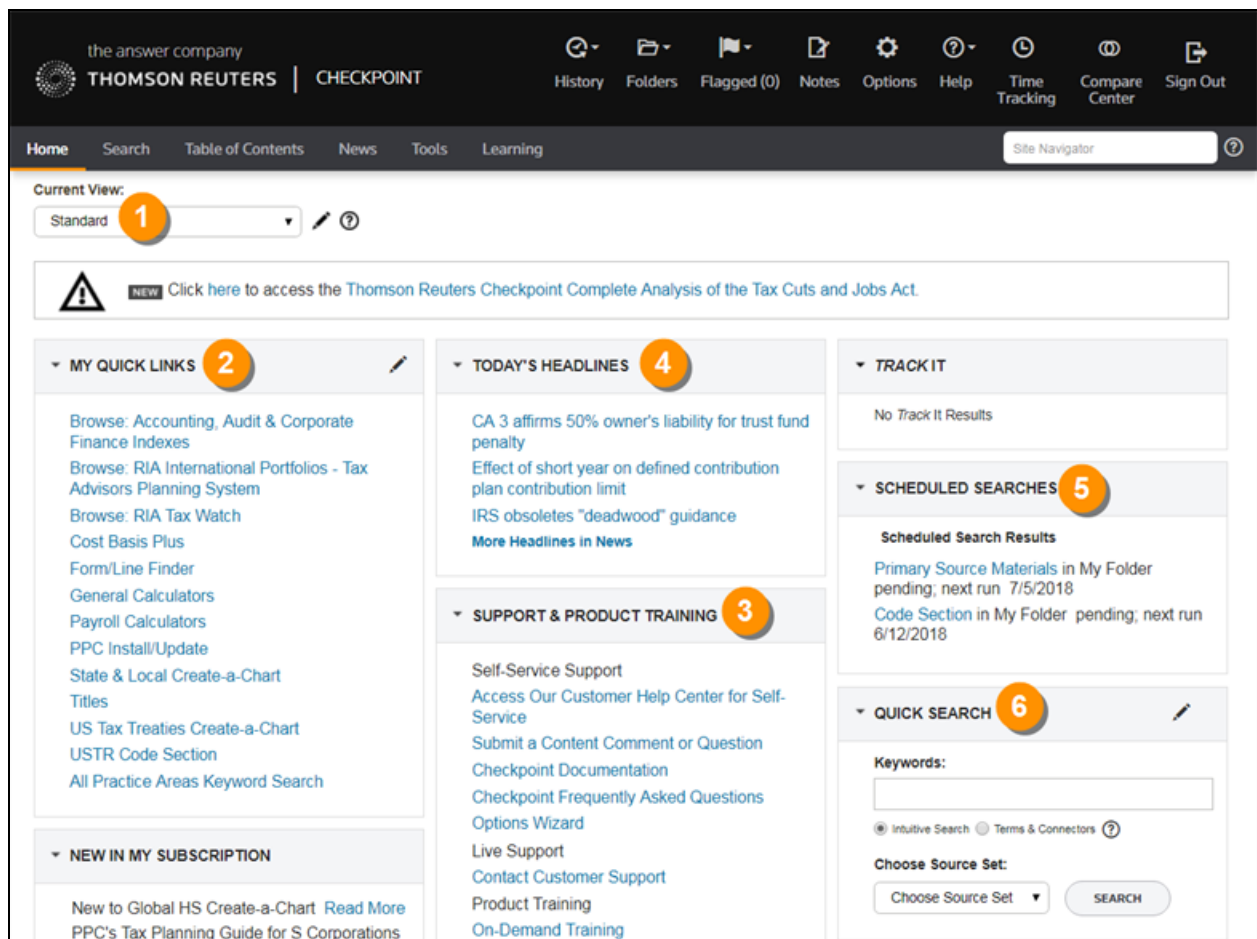 the answer company
THOMSON REUTERS | CHECKPOINT
History
Folders
Flagged (0)
Notes
Options
Help
Time
Tracking
Compare
Center
Sign Out
Home
Search
Table of Contents
News
Tools
Learning
Site Navigator
Current View:
Standard
1
NEW Click here to access the Thomson Reuters Checkpoint Complete Analysis of the Tax Cuts and Jobs Act.
MY QUICK LINKS
2
Browse: Accounting, Audit & Corporate
Finance Indexes
Browse: RIA International Portfolios - Tax
Advisors Planning System
Browse: RIA Tax Watch
Cost Basis Plus
Form/Line Finder
General Calculators
Payroll Calculators
PPC Install/Update
State & Local Create-a-Chart
Titles
US Tax Treaties Create-a-Chart
USTR Code Section
All Practice Areas Keyword Search
NEW IN MY SUBSCRIPTION
New to Global HS Create-a-Chart Read More
PPC's Tax Planning Guide for S Corporations
TODAY'S HEADLINES
4
CA 3 affirms 50% owner's liability for trust fund
penalty
Effect of short year on defined contribution
plan contribution limit
IRS obsoletes "deadwood" guidance
More Headlines in News
SUPPORT & PRODUCT TRAINING
3
Self-Service Support
Access Our Customer Help Center for Self-
Service
Submit a Content Comment or Question
Checkpoint Documentation
Checkpoint Frequently Asked Questions
Options Wizard
Live Support
Contact Customer Support
Product Training
On-Demand Training
TRACK IT
No Track It Results
SCHEDULED SEARCHES
5
Scheduled Search Results
Primary Source Materials in My Folder
pending; next run 7/5/2018
Code Section in My Folder pending; next run
6/12/2018
QUICK SEARCH
6
Keywords:
Intuitive Search
Terms & Connectors
Choose Source Set:
Choose Source Set
SEARCH